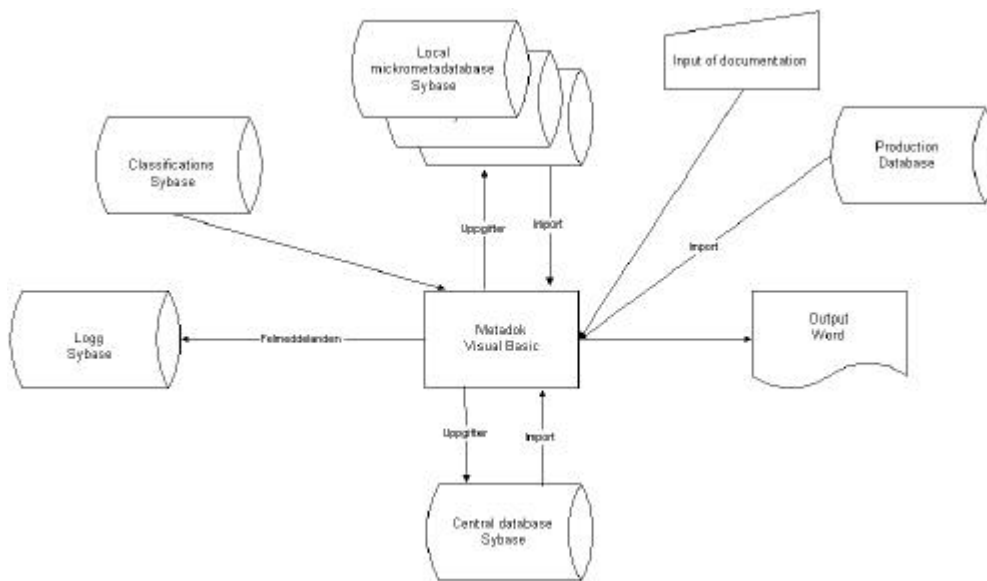 Local
mickrometadatabase
Sybase
Input of documentation
Classifications
Sybase
Production
Database
Uppgifter
Import
Import
Logg
Sybase
Felmeddelanden
Metadok
Visual Basic
Output
Word
Uppgifter
Import
Central database
Sybase